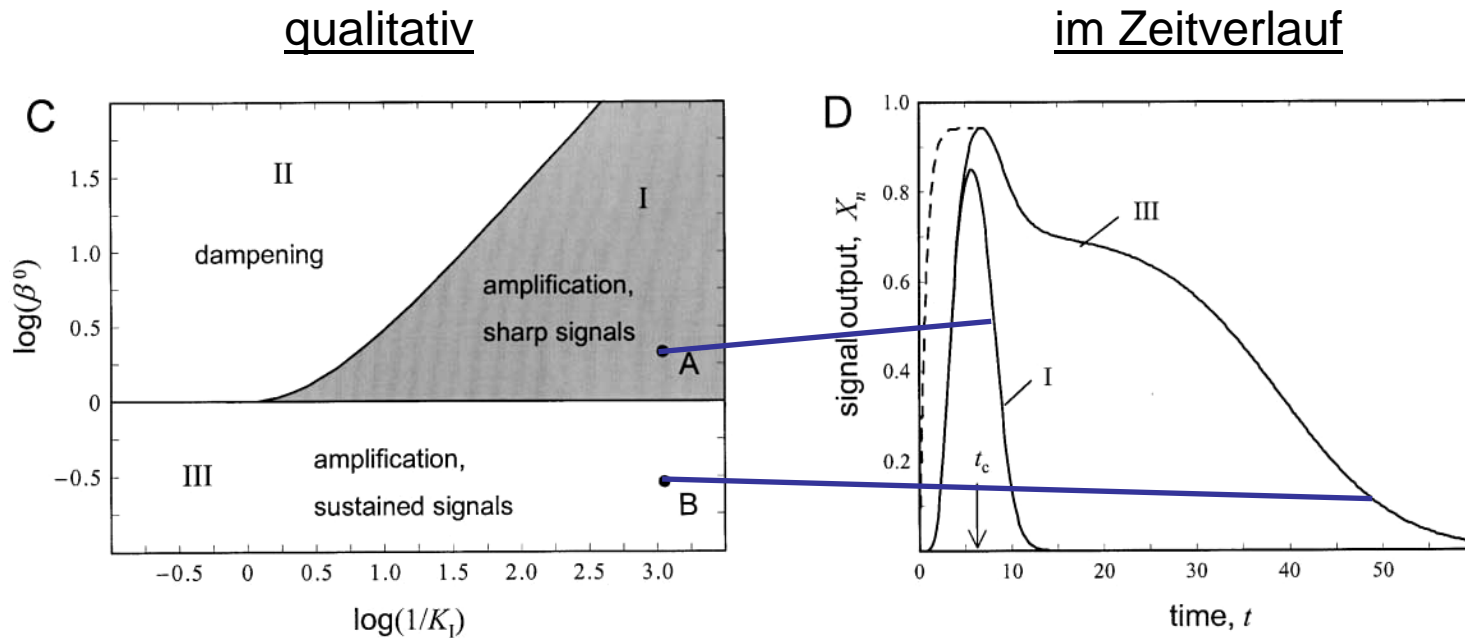 qualitativ
im Zeitverlauf
C
II
dampening
I
amplification,
sharp signals
A
III
amplification,
sustained signals
B
log(β⁰)
1.5
1.0
0.5
0
−0.5
−0.5
0
0.5
1.0
1.5
2.0
2.5
3.0
log(1/K_I)
D
signal output, X_n
1.0
0.8
0.6
0.4
0.2
III
I
t_c
0
10
20
30
40
50
time, t